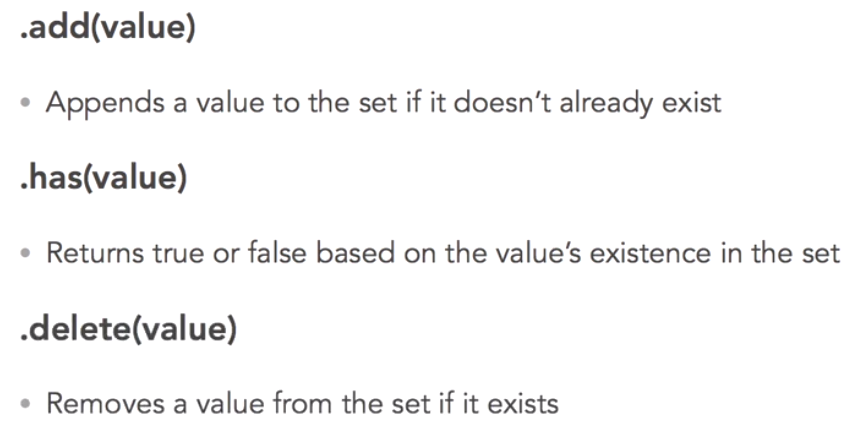 .add(value)
• Appends a value to the set if it doesn’t already exist
.has(value)
• Returns true or false based on the value’s existence in the set
.delete(value)
• Removes a value from the set if it exists